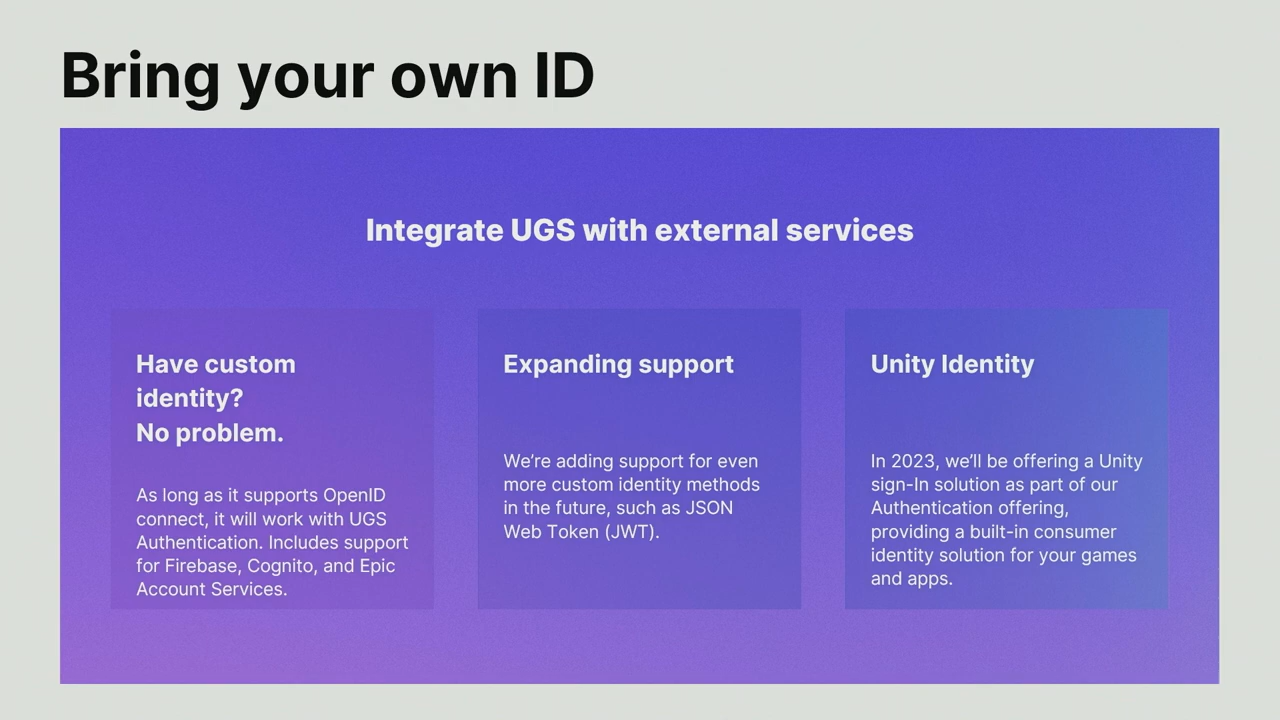 Bring your own ID
Integrate UGS with external services
Have custom
identity?
No problem.
As long as it supports OpenID
connect, it will work with UGS
Authentication. Includes support
for Firebase, Cognito, and Epic
Account Services.
Expanding support
We’re adding support for even
more custom identity methods
in the future, such as JSON
Web Token (JWT).
Unity Identity
In 2023, we’ll be offering a Unity
sign-In solution as part of our
Authentication offering,
providing a built-in consumer
identity solution for your games
and apps.